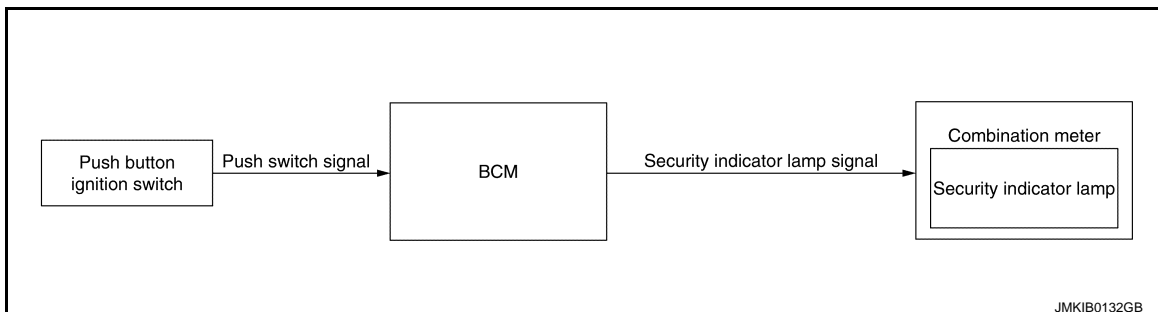 Push button
ignition switch
Push switch signal
BCM
Security indicator lamp signal
Combination meter
Security indicator lamp
JMKIB0132GB